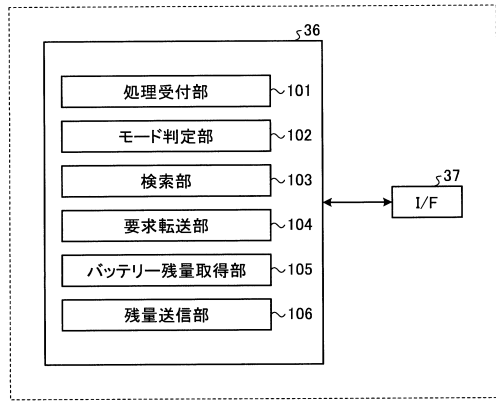 36
処理受付部 101
モード判定部 102
検索部 103
37
I/F
要求転送部 104
バッテリー残量取得部 105
残量送信部 106